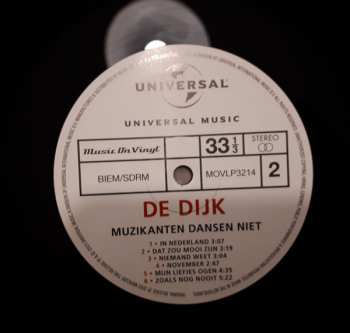 UNIVERSAL
UNIVERSAL MUSIC
Music On Vinyl
33 1/3
STEREO
BIEM/SDRM
MOVLP3214
2
DE DIJK
MUZIKANTEN DANSEN NIET
1 • IN NEDERLAND 3:07
2 • DAT ZOU MOOI ZIJN 3:19
3 • NIEMAND WEET 3:04
4 • NOVEMBER 2:47
5 • MIJN LIEFJES OGEN 4:35
6 • ZOALS NOG NOOIT 5:22